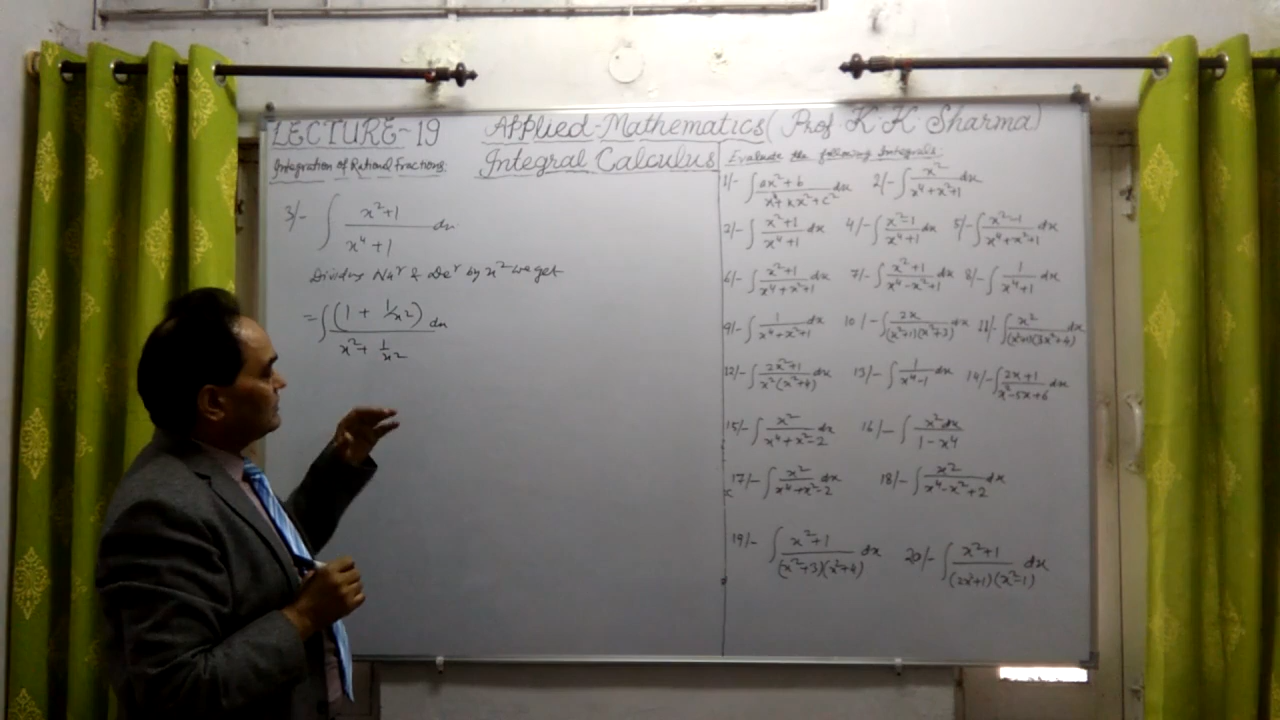 LECTURE-19 Applied-Mathematics (Prof. K.K. Sharma)
Integration of Rational Fractions: Integral Calculus
3/- ∫ (x²+1)/(x⁴+1) dx
Dividing Nᵣ & Deʳ by x² we get
= ∫ (1 + 1/x²)/(x² + 1/x²) dx
Evaluate the following Integrals:
1/- ∫ (ax²+b)/(x⁴+kx²+c²) dx 2/- ∫ x²/(x⁴+x²+1) dx
3/- ∫ (x²+1)/(x⁴+1) dx 4/- ∫ (x²-1)/(x⁴+1) dx 5/- ∫ (x²-1)/(x⁴+x²+1) dx
6/- ∫ (x²+1)/(x⁴+x²+1) dx 7/- ∫ (x²+1)/(x⁴-x²+1) dx 8/- ∫ 1/(x⁴+1) dx
9/- ∫ 1/(x⁴+x²+1) dx 10/- ∫ 2x/((x²+1)(x²+3)) dx 11/- ∫ x²/((x²+1)(3x²+4)) dx
12/- ∫ (2x²+1)/(x²(x²+4)) dx 13/- ∫ 1/(x⁴-1) dx 14/- ∫ (2x+1)/(x²-5x+6) dx
15/- ∫ x²/(x⁴+x²-2) dx 16/- ∫ x²dx/(1-x⁴)
17/- ∫ x²/(x⁴+x²-2) dx 18/- ∫ x²/(x⁴-x²+2) dx
19/- ∫ (x²+1)/((x²+3)(x²+4)) dx 20/- ∫ (x²+1)/((2x+1)(x²-1)) dx